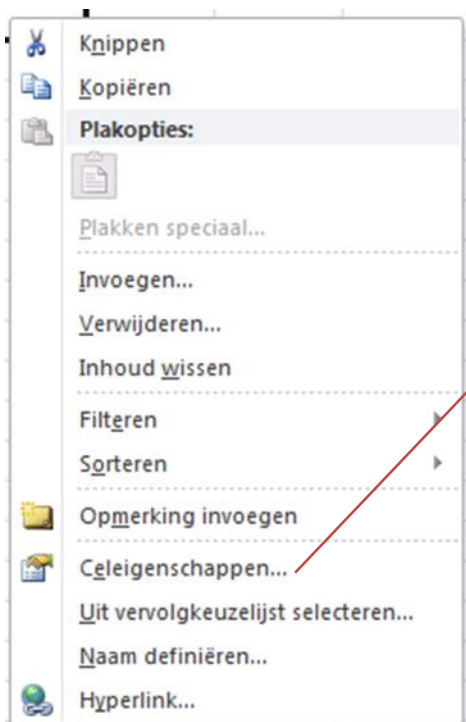 Knippen
Kopiëren
Plakopties:
Plakken speciaal...
Invoegen...
Verwijderen...
Inhoud wissen
Filteren
Sorteren
Opmerking invoegen
Celeigenschappen...
Uit vervolgkeuzelijst selecteren...
Naam definiëren...
Hyperlink...